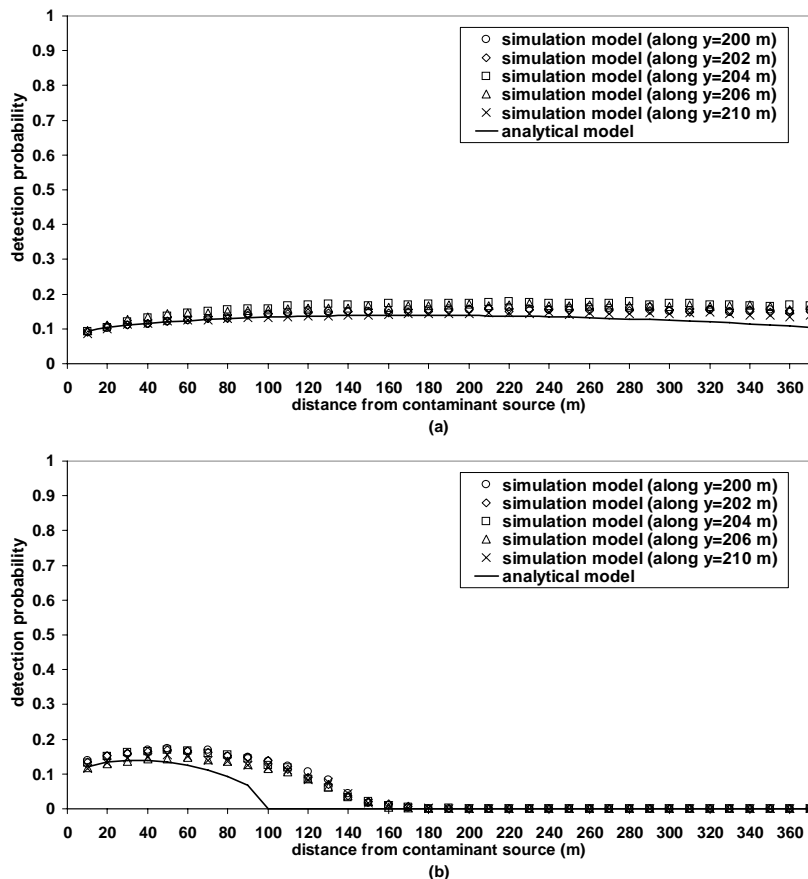 1
0.9
0.8
0.7
0.6
0.5
0.4
0.3
0.2
0.1
0
detection probability
simulation model (along y=200 m)
simulation model (along y=202 m)
simulation model (along y=204 m)
simulation model (along y=206 m)
simulation model (along y=210 m)
analytical model
0 20 40 60 80 100 120 140 160 180 200 220 240 260 280 300 320 340 360
distance from contaminant source (m)
(a)
1
0.9
0.8
0.7
0.6
0.5
0.4
0.3
0.2
0.1
0
detection probability
simulation model (along y=200 m)
simulation model (along y=202 m)
simulation model (along y=204 m)
simulation model (along y=206 m)
simulation model (along y=210 m)
analytical model
0 20 40 60 80 100 120 140 160 180 200 220 240 260 280 300 320 340 360
distance from contaminant source (m)
(b)